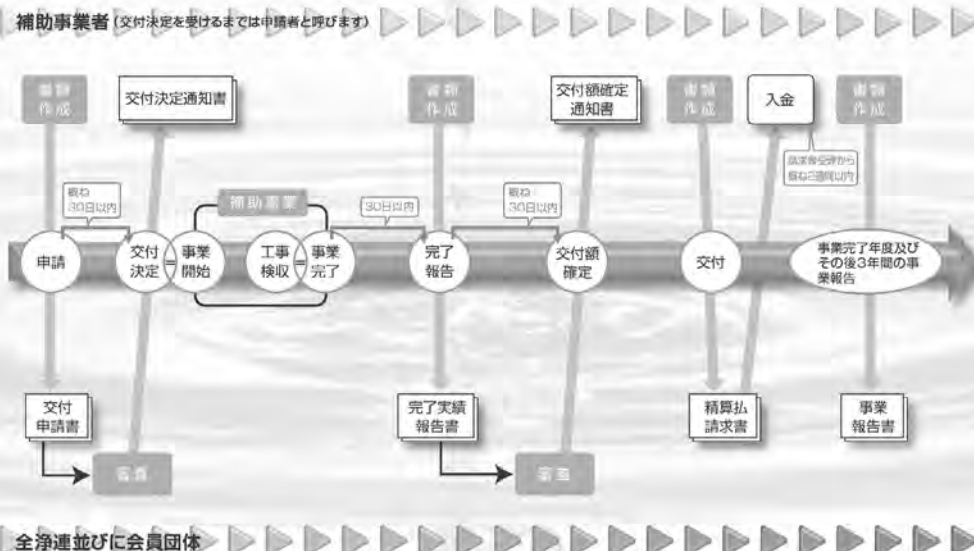 補助事業者(交付決定を受けるまでは申請者と呼びます)
書類
作成
交付決定通知書
書類
作成
交付額確定
通知書
書類
作成
入金
書類
作成
請求書受理から
概ね2週間以内
概ね
30日以内
補助事業
30日以内
概ね
30日以内
申請
交付
決定
=
事業
開始
工事
検収
事業
完了
完了
報告
交付額
確定
交付
事業完了年度及び
その後3年間の事
業報告
交付
申請書
完了実績
報告書
精算払
請求書
事業
報告書
審査
審査
全浄連並びに会員団体